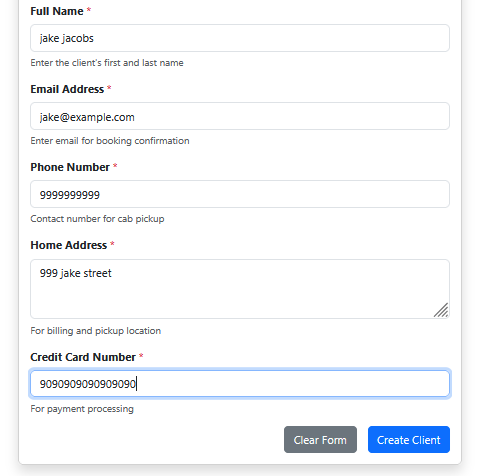 Full Name *
jake jacobs
Enter the client's first and last name
Email Address *
jake@example.com
Enter email for booking confirmation
Phone Number *
9999999999
Contact number for cab pickup
Home Address *
999 jake street
For billing and pickup location
Credit Card Number *
9090909090909090
For payment processing
Clear Form Create Client